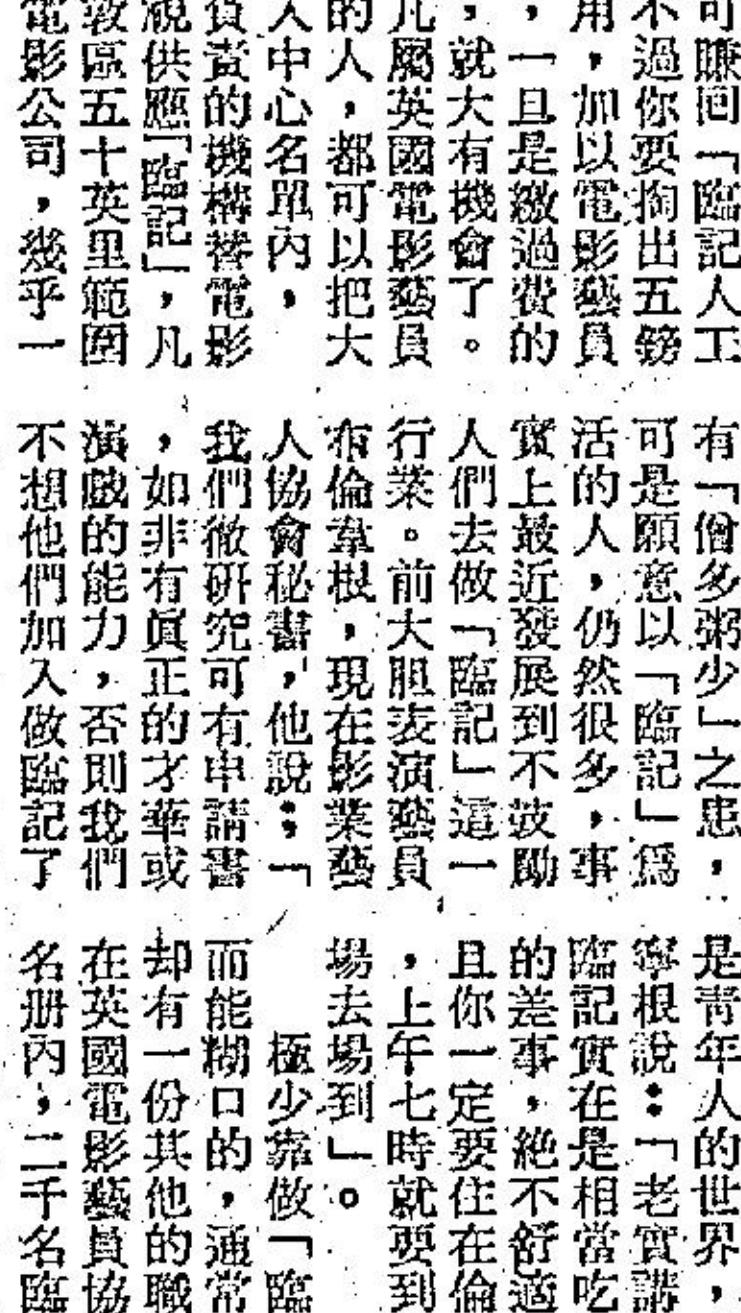 可賺回「臨記人工
不過你要掏出五鎊
用，加以電影藝員
，一旦是繳過費的
，就大有機會了。
凡屬英國電影藝員
的人，都可以把大
人中心名單內，
負責的機構替電影
視供應「臨記」，凡
敦區五十英里範圍
電影公司，幾乎一
有「僧多粥少」之患，
可是願意以「臨記」爲
活的人，仍然很多，事
實上最近發展到不鼓勵
人們去做「臨記」這一
行業。前大胆表演藝員
布倫韋根，現在影業藝
人協會秘書，他說：「
我們徹研究可有申請書
，如非有眞正的才華或
演戲的能力，否則我們
不想他們加入做臨記了
是靑年人的世界，
寧根說：「老實講，
臨記實在是相當吃
的差事，絶不舒適
且你一定要住在倫
，上午七時就要到
場去場到」。
極少靠做「臨
而能糊口的，通常
却有一份其他的職
在英國電影藝員協
名册內，二千名臨